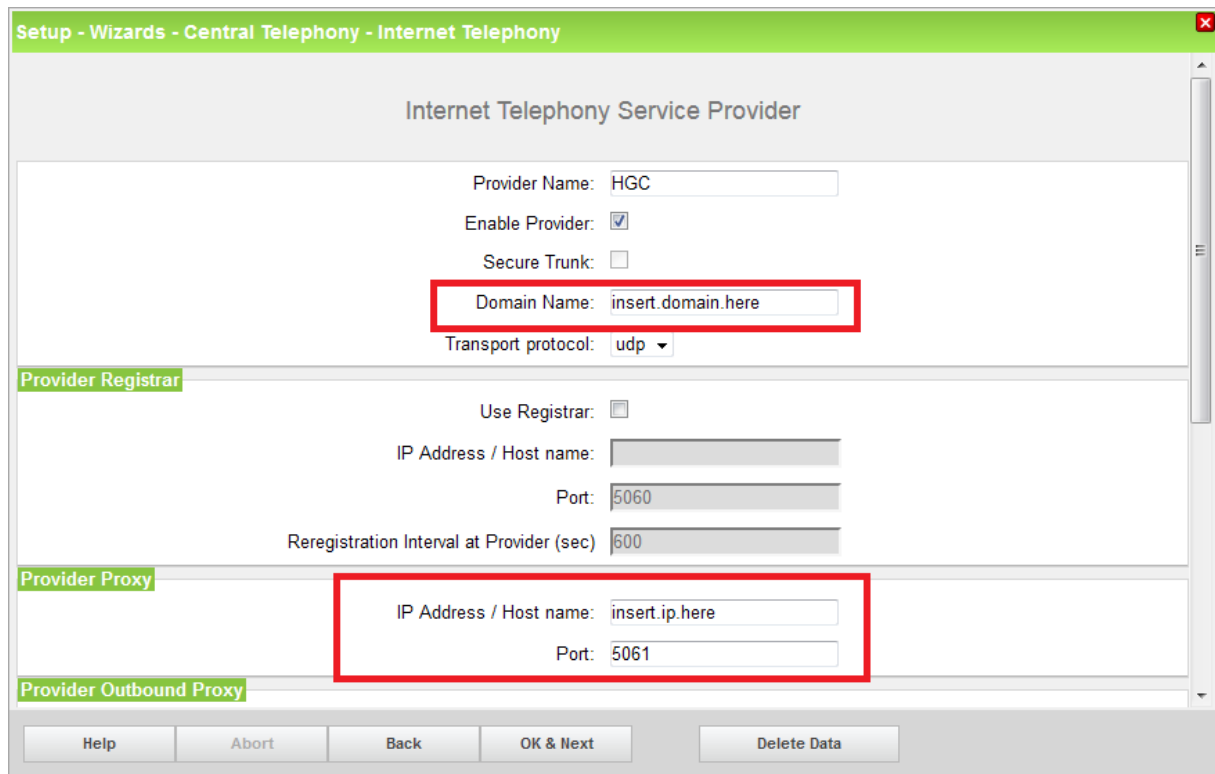 Setup - Wizards - Central Telephony - Internet Telephony
Internet Telephony Service Provider
Provider Name: HGC
Enable Provider:
Secure Trunk:
Domain Name: insert.domain.here
Transport protocol: udp
Provider Registrar
Use Registrar:
IP Address / Host name:
Port: 5060
Reregistration Interval at Provider (sec) 600
Provider Proxy
IP Address / Host name: insert.ip.here
Port: 5061
Provider Outbound Proxy
Help Abort Back OK & Next Delete Data